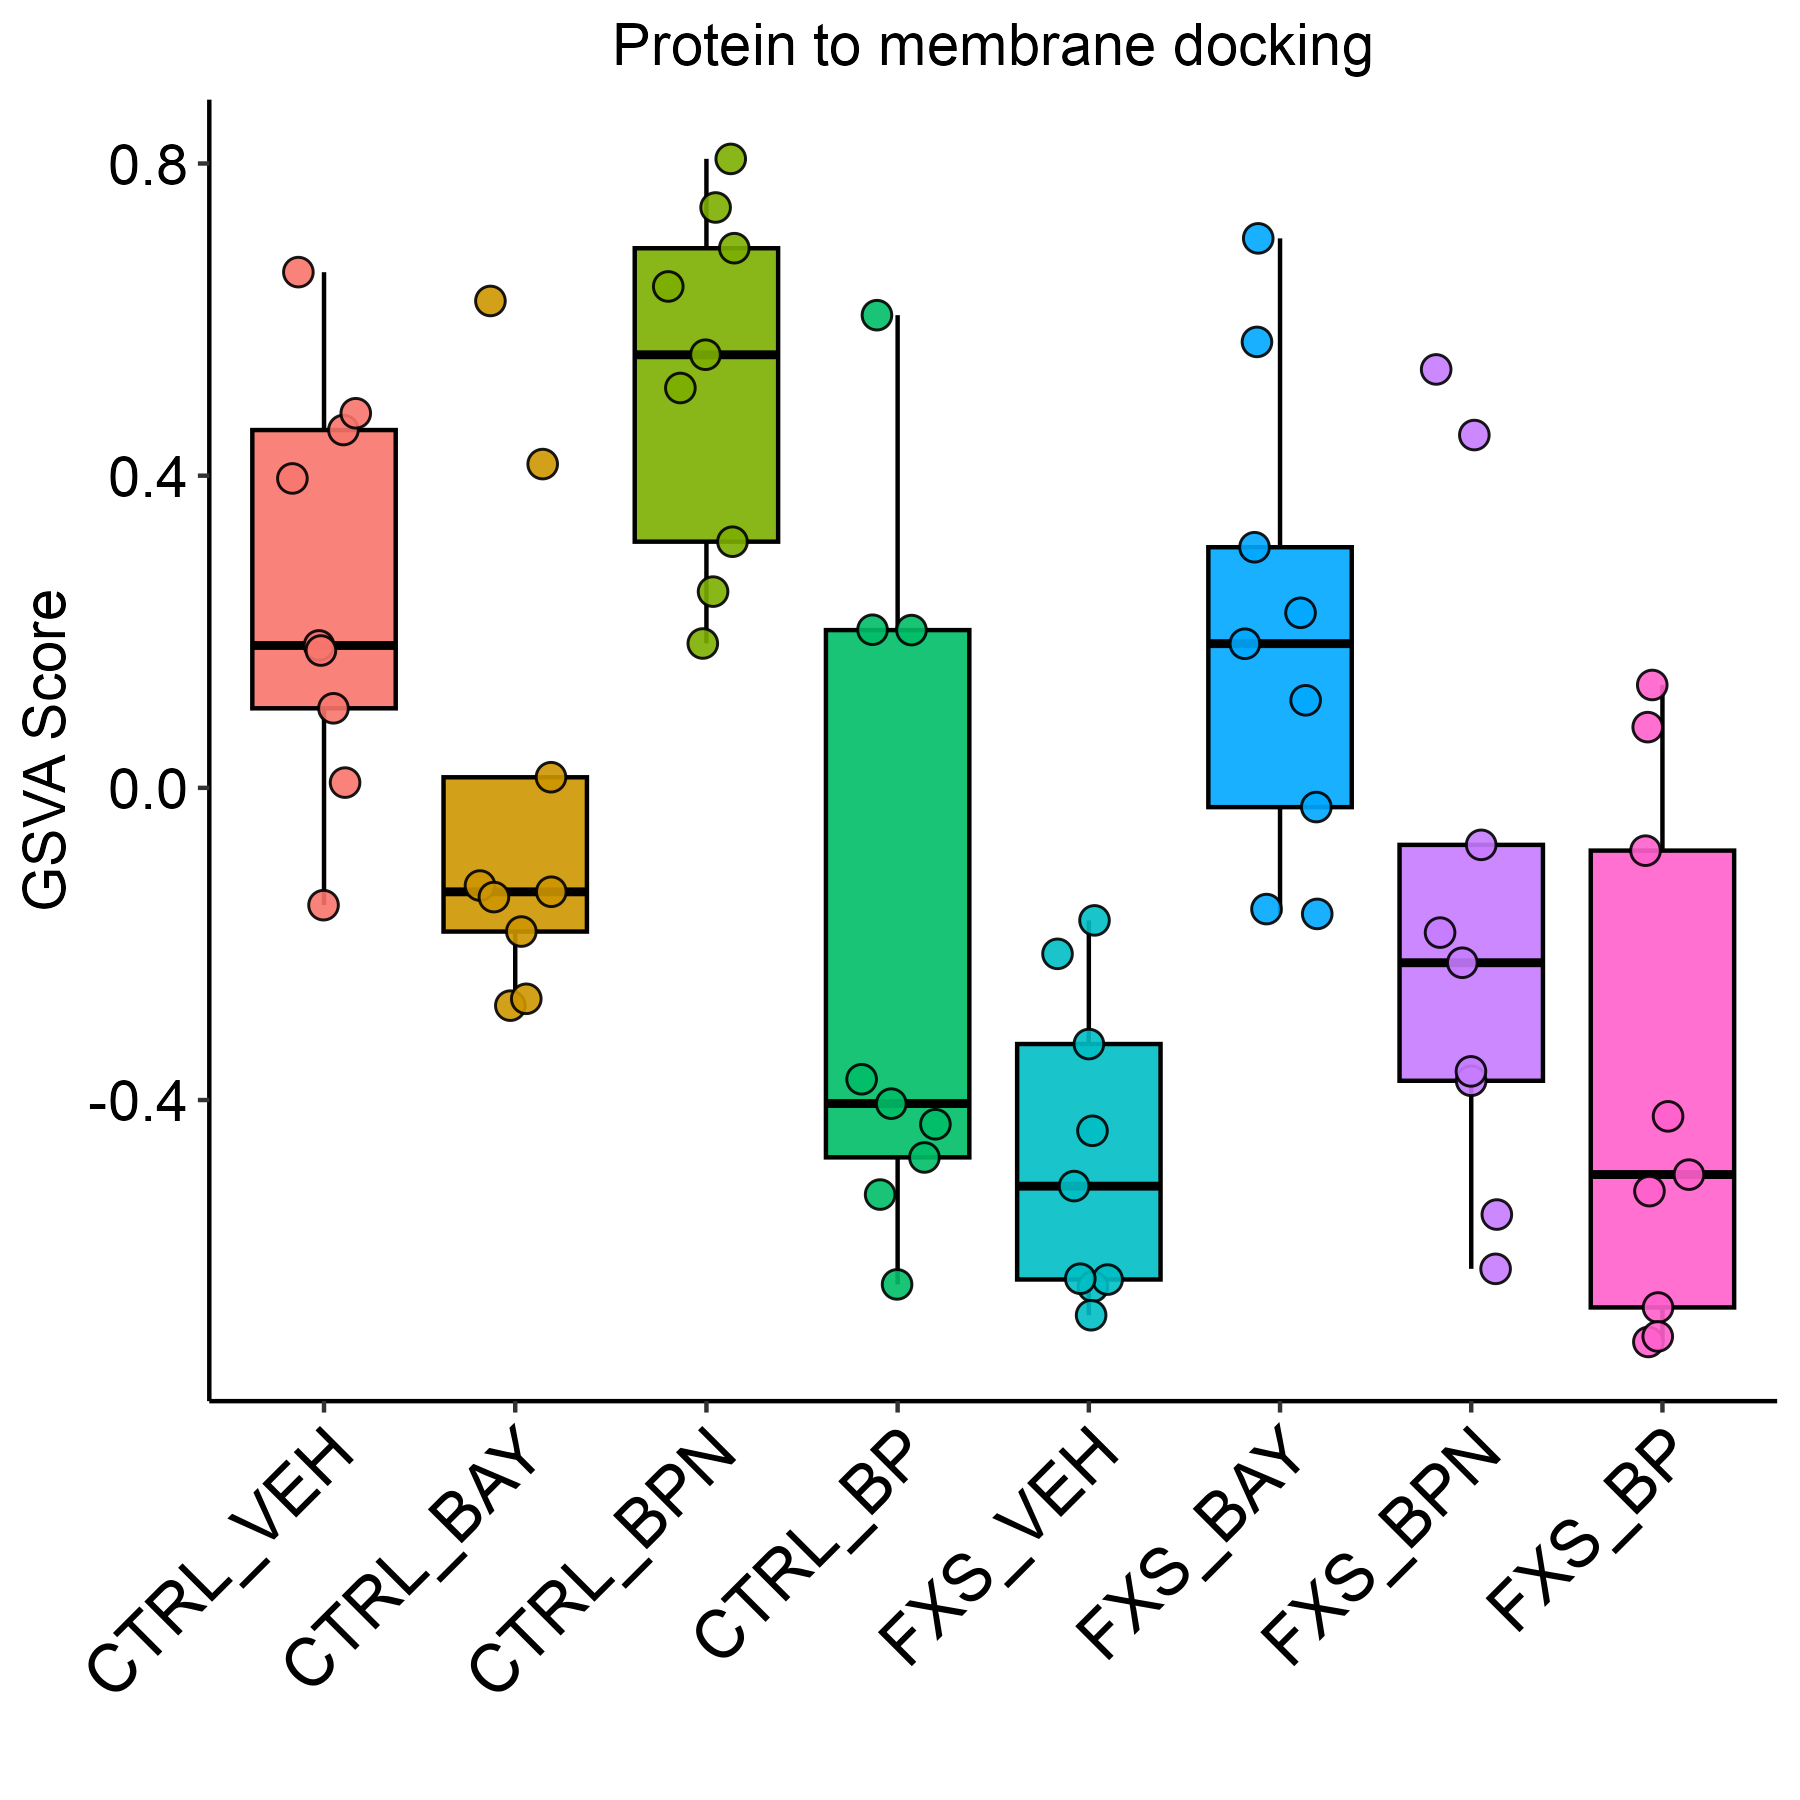 Protein to membrane docking
GSVA Score
0.8
0.4
0.0
-0.4
CTRL_VEH
CTRL_BAY
CTRL_BPN
CTRL_BP
FXS_VEH
FXS_BAY
FXS_BPN
FXS_BP